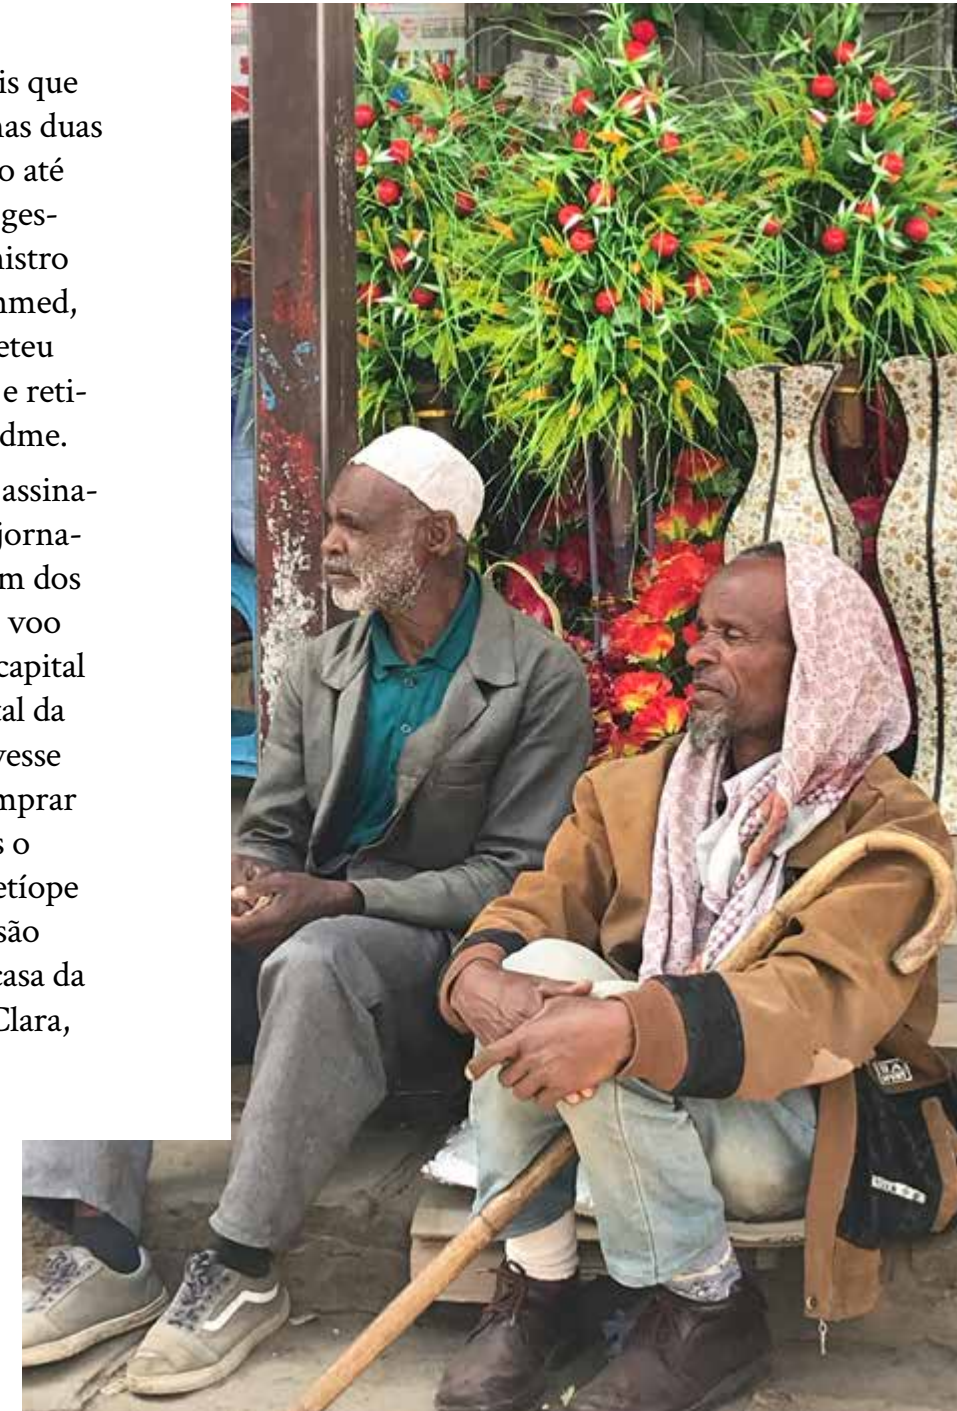 is que
nas duas
o até
ges-
nistro
nmed,
eteu
e reti-
dme.
assina-
jorna-
m dos
voo
capital
tal da
vesse
mprar
s o
etíope
são
casa da
Clara,